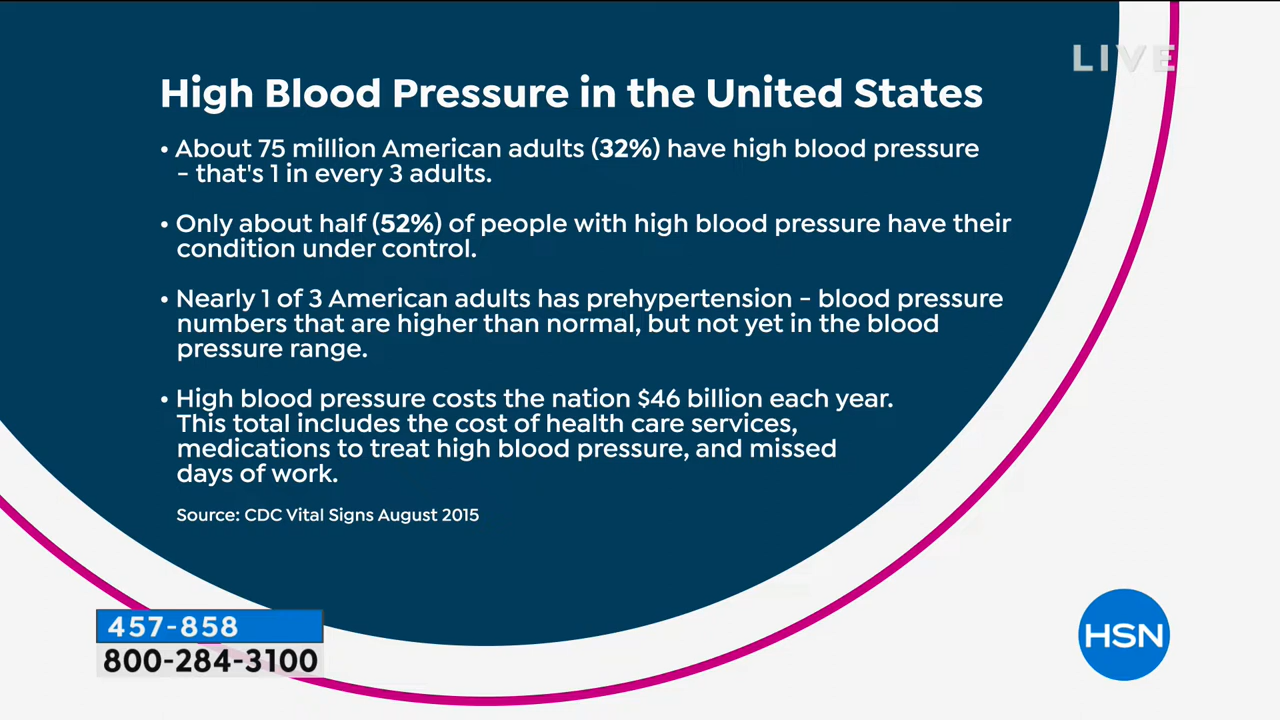 LIVE
High Blood Pressure in the United States
• About 75 million American adults (32%) have high blood pressure
- that's 1 in every 3 adults.
• Only about half (52%) of people with high blood pressure have their
condition under control.
• Nearly 1 of 3 American adults has prehypertension - blood pressure
numbers that are higher than normal, but not yet in the blood
pressure range.
• High blood pressure costs the nation $46 billion each year.
This total includes the cost of health care services,
medications to treat high blood pressure, and missed
days of work.
Source: CDC Vital Signs August 2015
457-858
800-284-3100
HSN